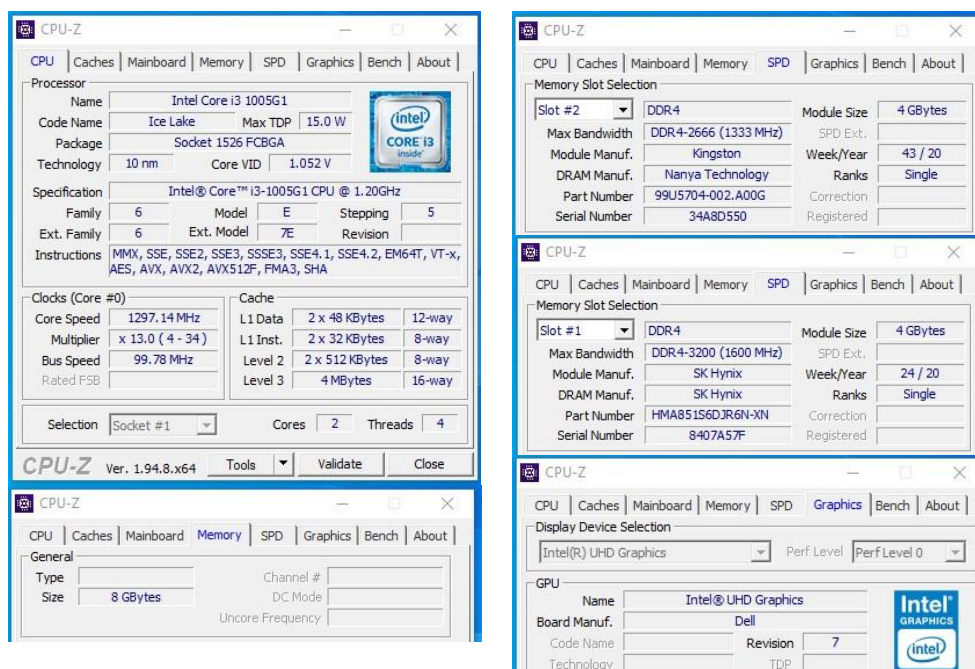 CPU-Z
CPU Caches Mainboard Memory SPD Graphics Bench About
Processor
Name Intel Core i3 1005G1
Code Name Ice Lake Max TDP 15.0 W
Package Socket 1526 FCBGA
Technology 10 nm Core VID 1.052 V
intel
CORE i3
inside
Specification Intel® Core™ i3-1005G1 CPU @ 1.20GHz
Family 6 Model E Stepping 5
Ext. Family 6 Ext. Model 7E Revision
Instructions MMX, SSE, SSE2, SSE3, SSSE3, SSE4.1, SSE4.2, EM64T, VT-x,
AES, AVX, AVX2, AVX512F, FMA3, SHA
Clocks (Core #0)
Core Speed 1297.14 MHz
Multiplier x 13.0 ( 4 - 34 )
Bus Speed 99.78 MHz
Rated FSB
Cache
L1 Data 2 x 48 KBytes 12-way
L1 Inst. 2 x 32 KBytes 8-way
Level 2 2 x 512 KBytes 8-way
Level 3 4 MBytes 16-way
Selection Socket #1 Cores 2 Threads 4
CPU-Z Ver. 1.94.8.x64 Tools Validate Close
CPU-Z
CPU Caches Mainboard Memory SPD Graphics Bench About
General
Type Channel #
Size 8 GBytes DC Mode
Uncore Frequency
CPU-Z
CPU Caches Mainboard Memory SPD Graphics Bench About
Memory Slot Selection
Slot #2 DDR4 Module Size 4 GBytes
Max Bandwidth DDR4-2666 (1333 MHz) SPD Ext.
Module Manuf. Kingston Week/Year 43 / 20
DRAM Manuf. Nanya Technology Ranks Single
Part Number 99U5704-002.A00G Correction
Serial Number 34A8D550 Registered
CPU-Z
CPU Caches Mainboard Memory SPD Graphics Bench About
Memory Slot Selection
Slot #1 DDR4 Module Size 4 GBytes
Max Bandwidth DDR4-3200 (1600 MHz) SPD Ext.
Module Manuf. SK Hynix Week/Year 24 / 20
DRAM Manuf. SK Hynix Ranks Single
Part Number HMA851S6DJR6N-XN Correction
Serial Number 8407A57F Registered
CPU-Z
CPU Caches Mainboard Memory SPD Graphics Bench About
Display Device Selection
Intel(R) UHD Graphics Perf Level Perf Level 0
GPU
Name Intel® UHD Graphics
Board Manuf. Dell
Code Name Revision 7
Technology TDP
Intel
GRAPHICS
intel